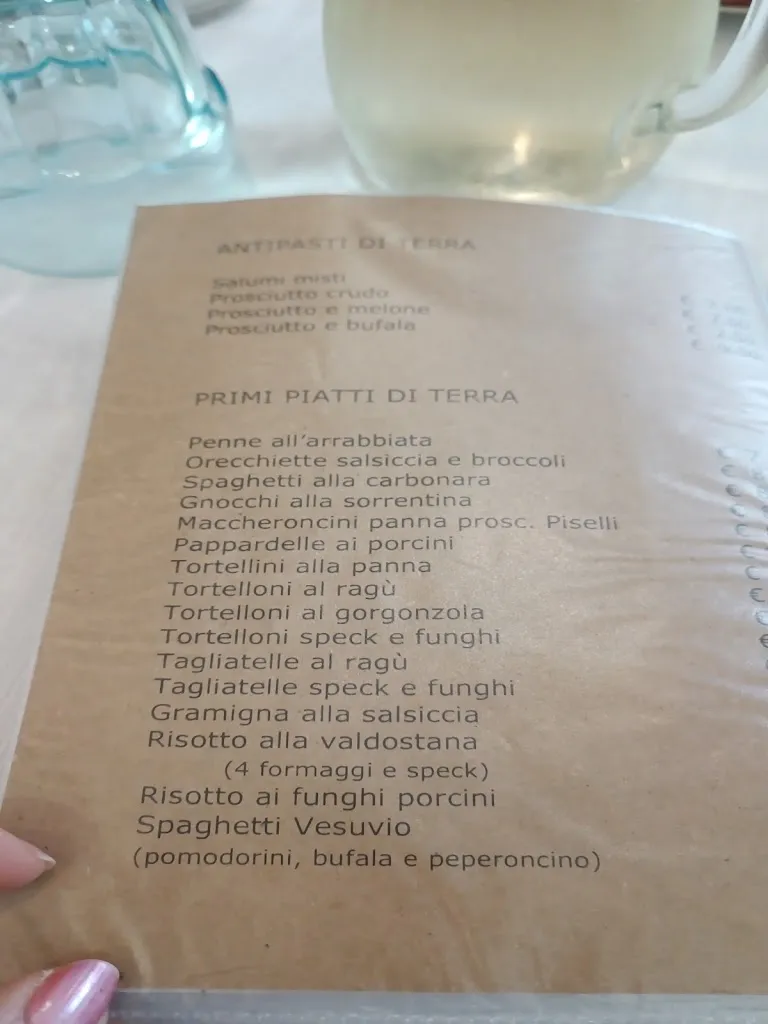 ANTIPASTI DI TERRA
Salumi misti
Prosciutto crudo
Prosciutto e melone
Prosciutto e bufala
PRIMI PIATTI DI TERRA
Penne all'arrabbiata
Orecchiette salsiccia e broccoli
Spaghetti alla carbonara
Gnocchi alla sorrentina
Maccheroncini panna prosc. Piselli
Pappardelle ai porcini
Tortellini alla panna
Tortelloni al ragù
Tortelloni al gorgonzola
Tortelloni speck e funghi
Tagliatelle al ragù
Tagliatelle speck e funghi
Gramigna alla salsiccia
Risotto alla valdostana
(4 formaggi e speck)
Risotto ai funghi porcini
Spaghetti Vesuvio
(pomodorini, bufala e peperoncino)